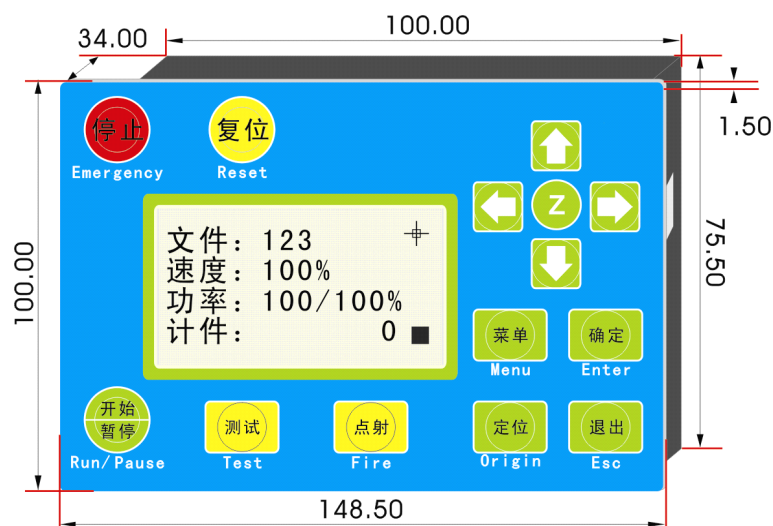 100.00
34.00
1.50
停止
复位
Emergency
Reset
Z
75.50
100.00
文件: 123
速度: 100%
功率: 100/100%
计件: 0
菜单
确定
Menu
Enter
开始
暂停
测试
点射
定位
退出
Run/Pause
Test
Fire
Origin
Esc
148.50